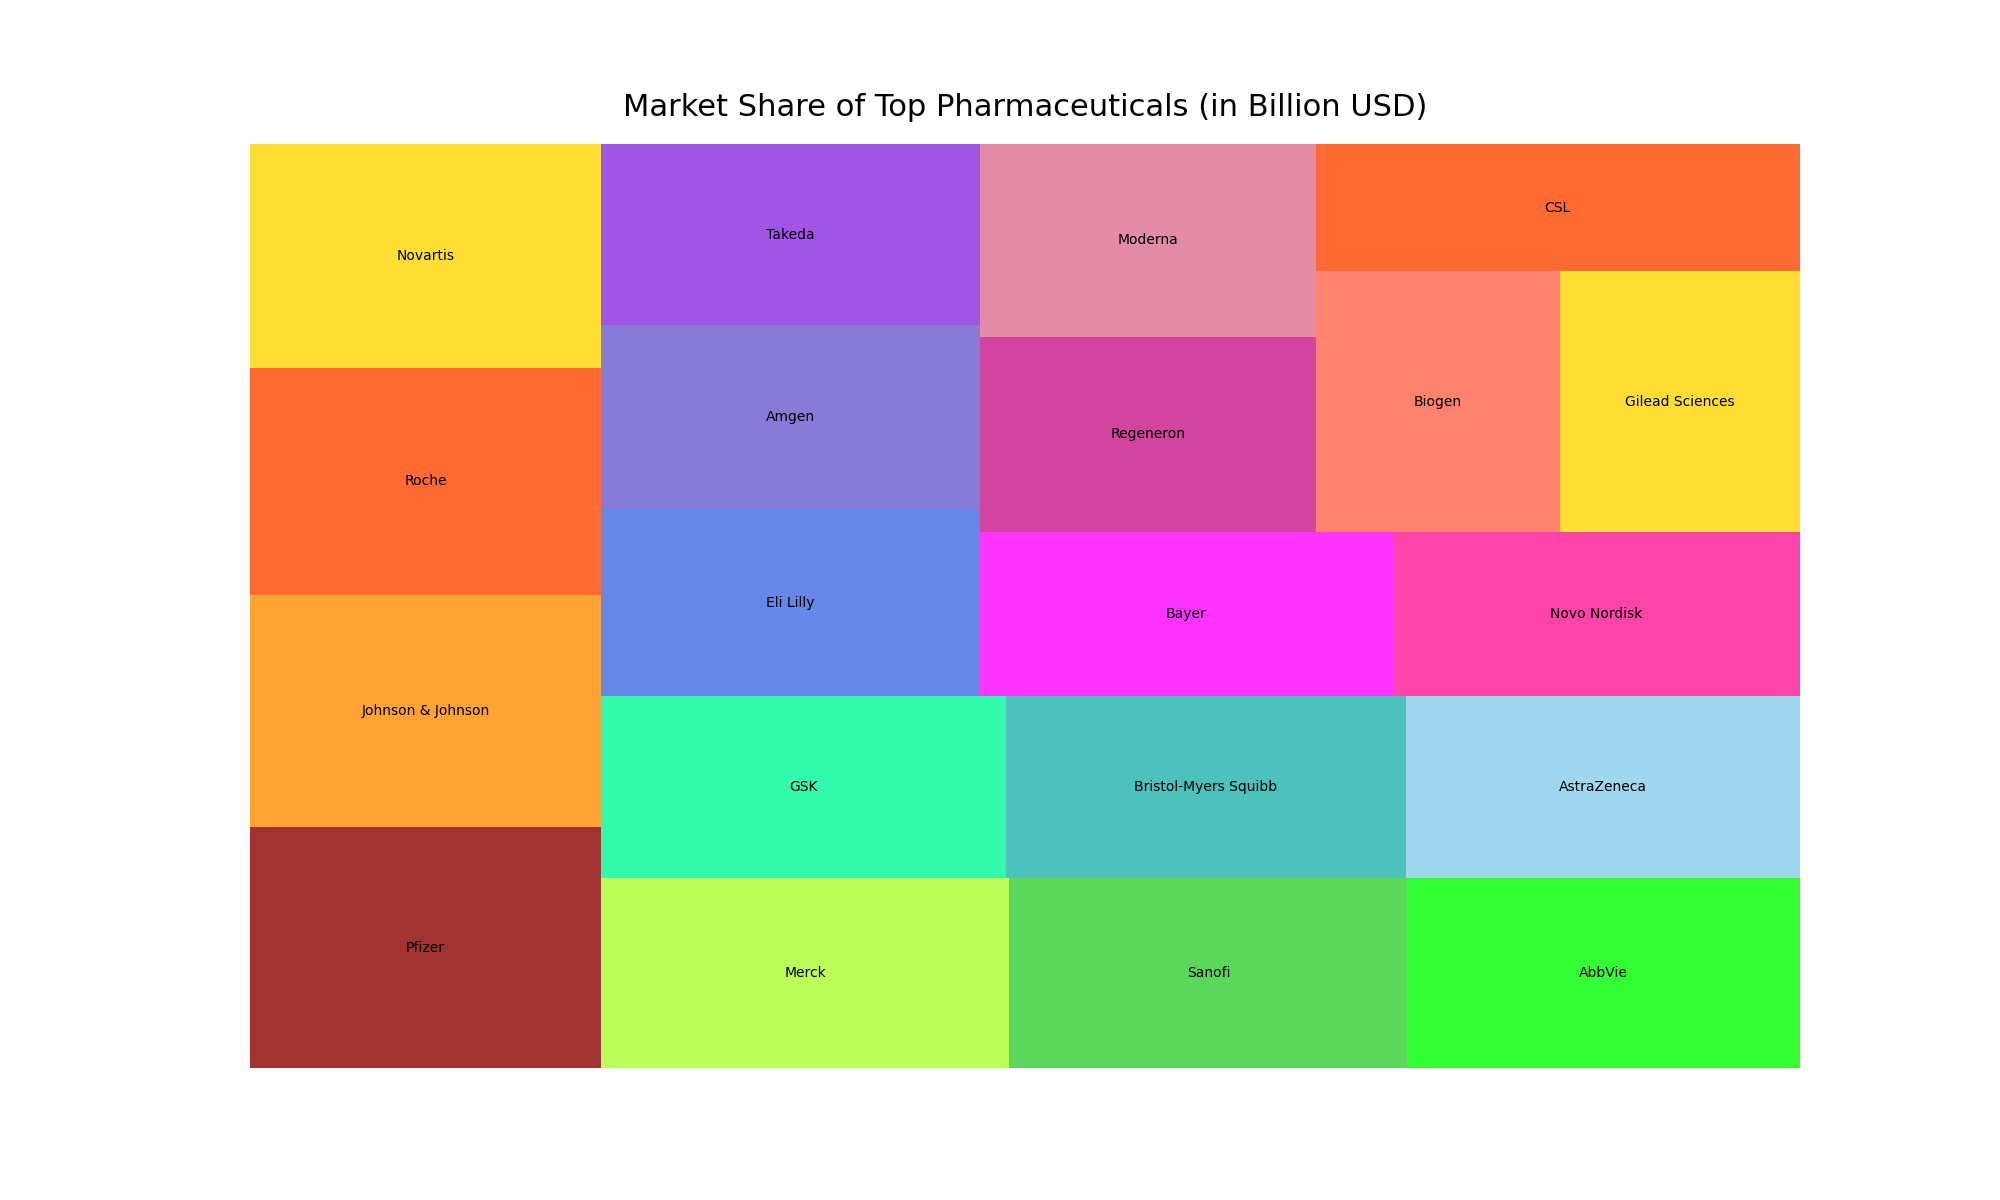 Market Share of Top Pharmaceuticals (in Billion USD)
CSL
Takeda
Moderna
Novartis
Biogen
Gilead Sciences
Amgen
Regeneron
Roche
Eli Lilly
Bayer
Novo Nordisk
Johnson & Johnson
GSK
Bristol-Myers Squibb
AstraZeneca
Pfizer
Merck
Sanofi
AbbVie